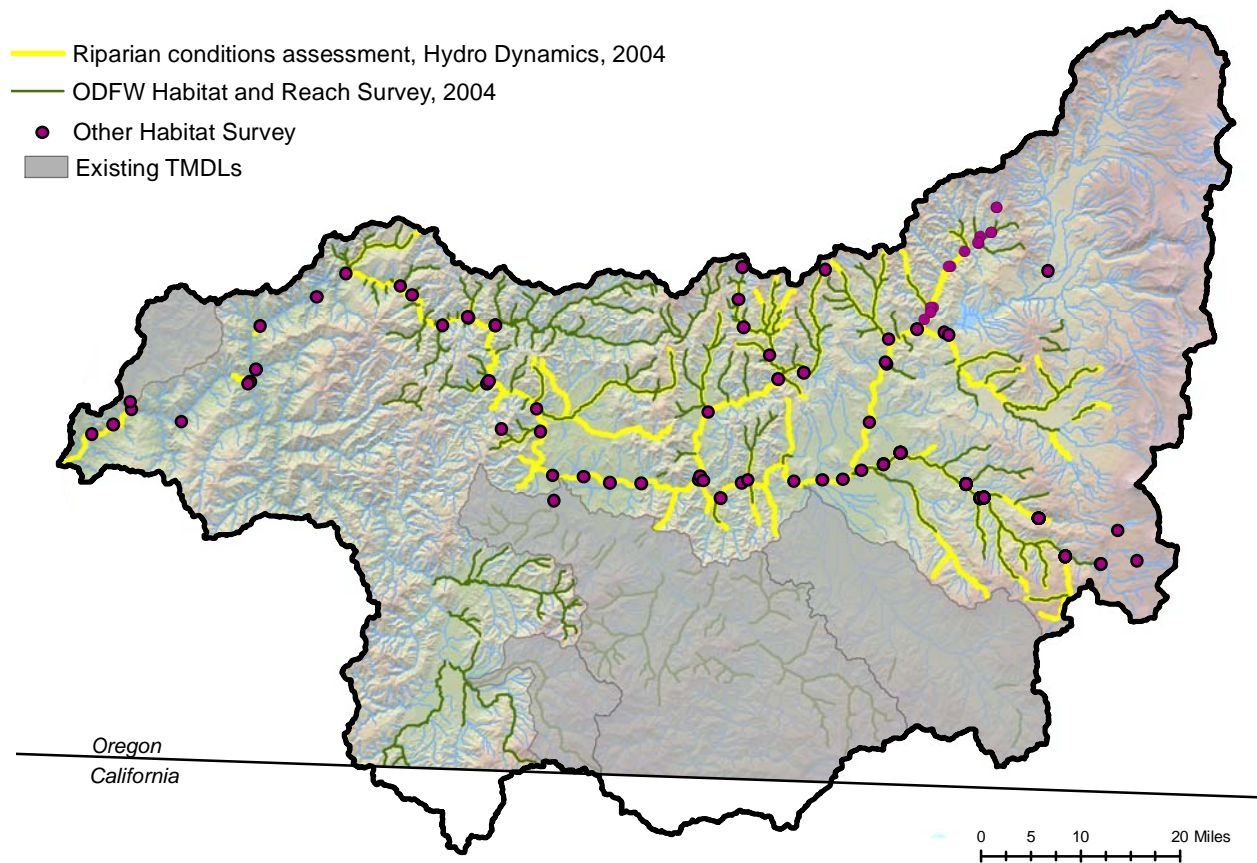 Riparian conditions assessment, Hydro Dynamics, 2004
ODFW Habitat and Reach Survey, 2004
Other Habitat Survey
Existing TMDLs
Oregon
California
0 5 10 20 Miles